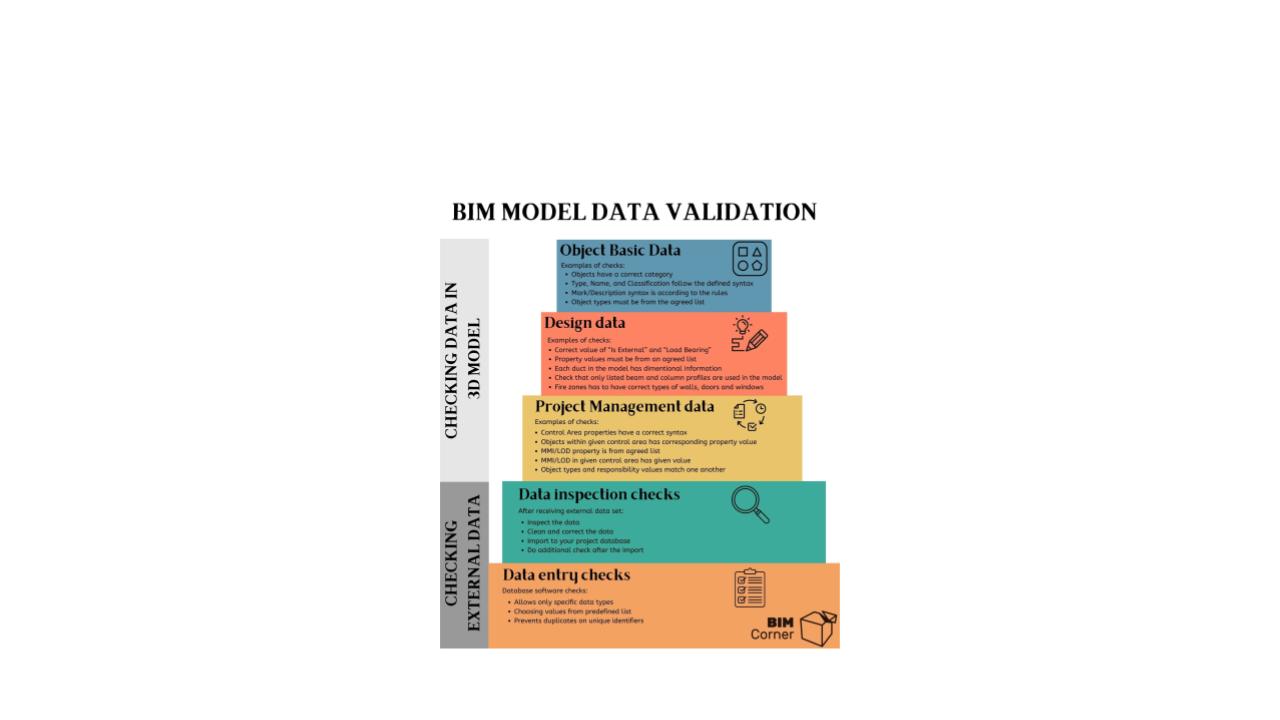 BIM MODEL DATA VALIDATION
CHECKING DATA IN
3D MODEL
Object Basic Data
Examples of checks:
• Objects have a correct category
• Type, Name, and Classification follow the defined syntax
• Mark/Description syntax is according to the rules
• Object types must be from the agreed list
Design data
Examples of checks:
• Correct value of "Is External" and "Load Bearing"
• Property values must be from an agreed list
• Each duct in the model has dimentional information
• Check that only listed beam and column profiles are used in the model
• Fire zones has to have correct types of walls, doors and windows
Project Management data
Examples of checks:
• Control Area properties have a correct syntax
• Objects within given control area has corresponding property value
• MMI/LOD property is from agreed list
• MMI/LOD in given control area has given value
• Object types and responsibility values match one another
CHECKING
EXTERNAL DATA
Data inspection checks
After receiving external data set:
• Inspect the data
• Clean and correct the data
• Import to your project database
• Do additional check after the import
Data entry checks
Database software checks:
• Allows only specific data types
• Choosing values from predefined list
• Prevents duplicates on unique identifiers
BIM
Corner